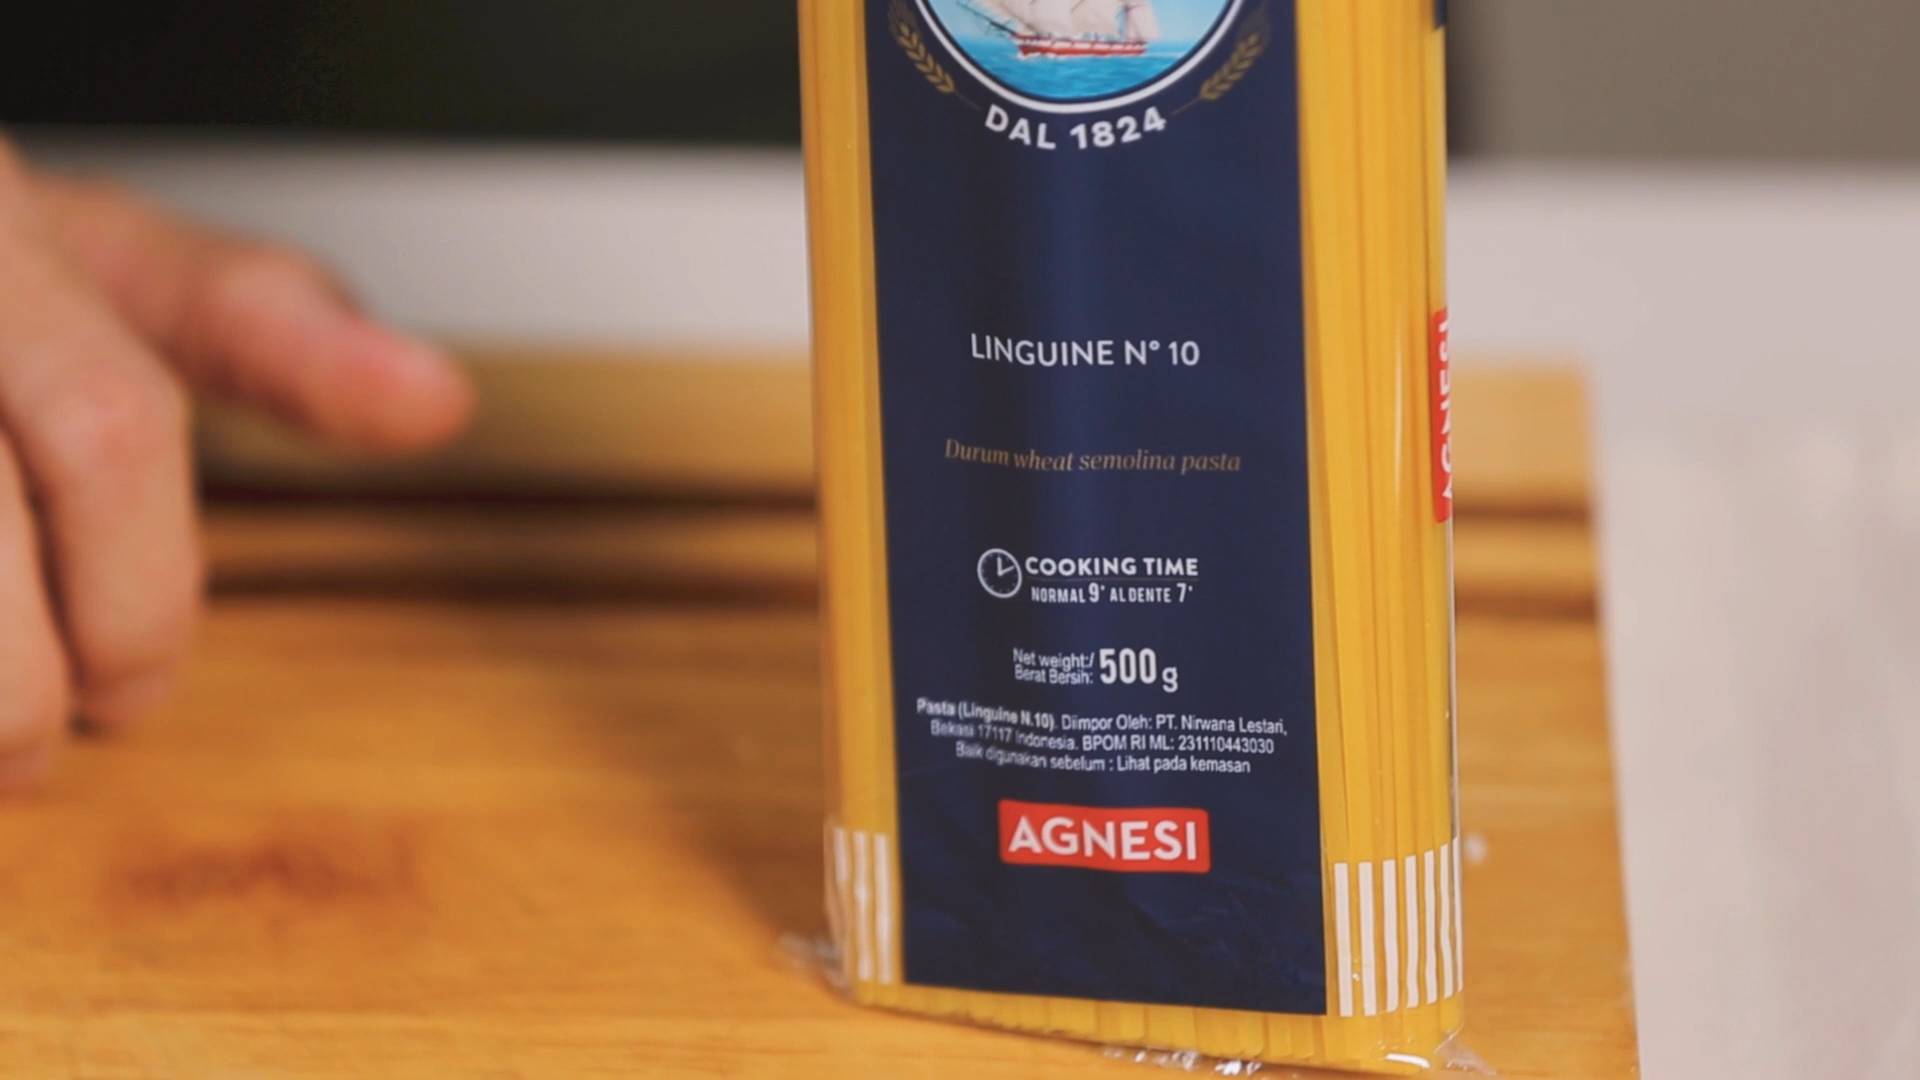 DAL 1824
LINGUINE N° 10
Durum wheat semolina pasta
COOKING TIME
NORMAL 9' AL DENTE 7'
Net weight:/
Berat Bersih: 500 g
Pasta (Linguine N.10). Diimpor Oleh: PT. Nirwana Lestari,
Bekasi 17117 Indonesia. BPOM RI ML: 231110443030
Baik digunakan sebelum : Lihat pada kemasan
AGNESI
AGNESI